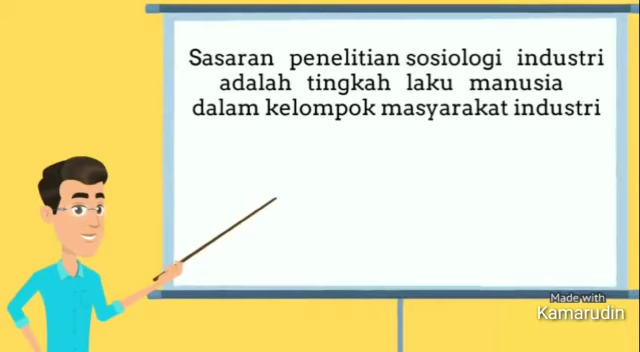 Sasaran penelitian sosiologi industri
adalah tingkah laku manusia
dalam kelompok masyarakat industri
Made with
Kamarudin